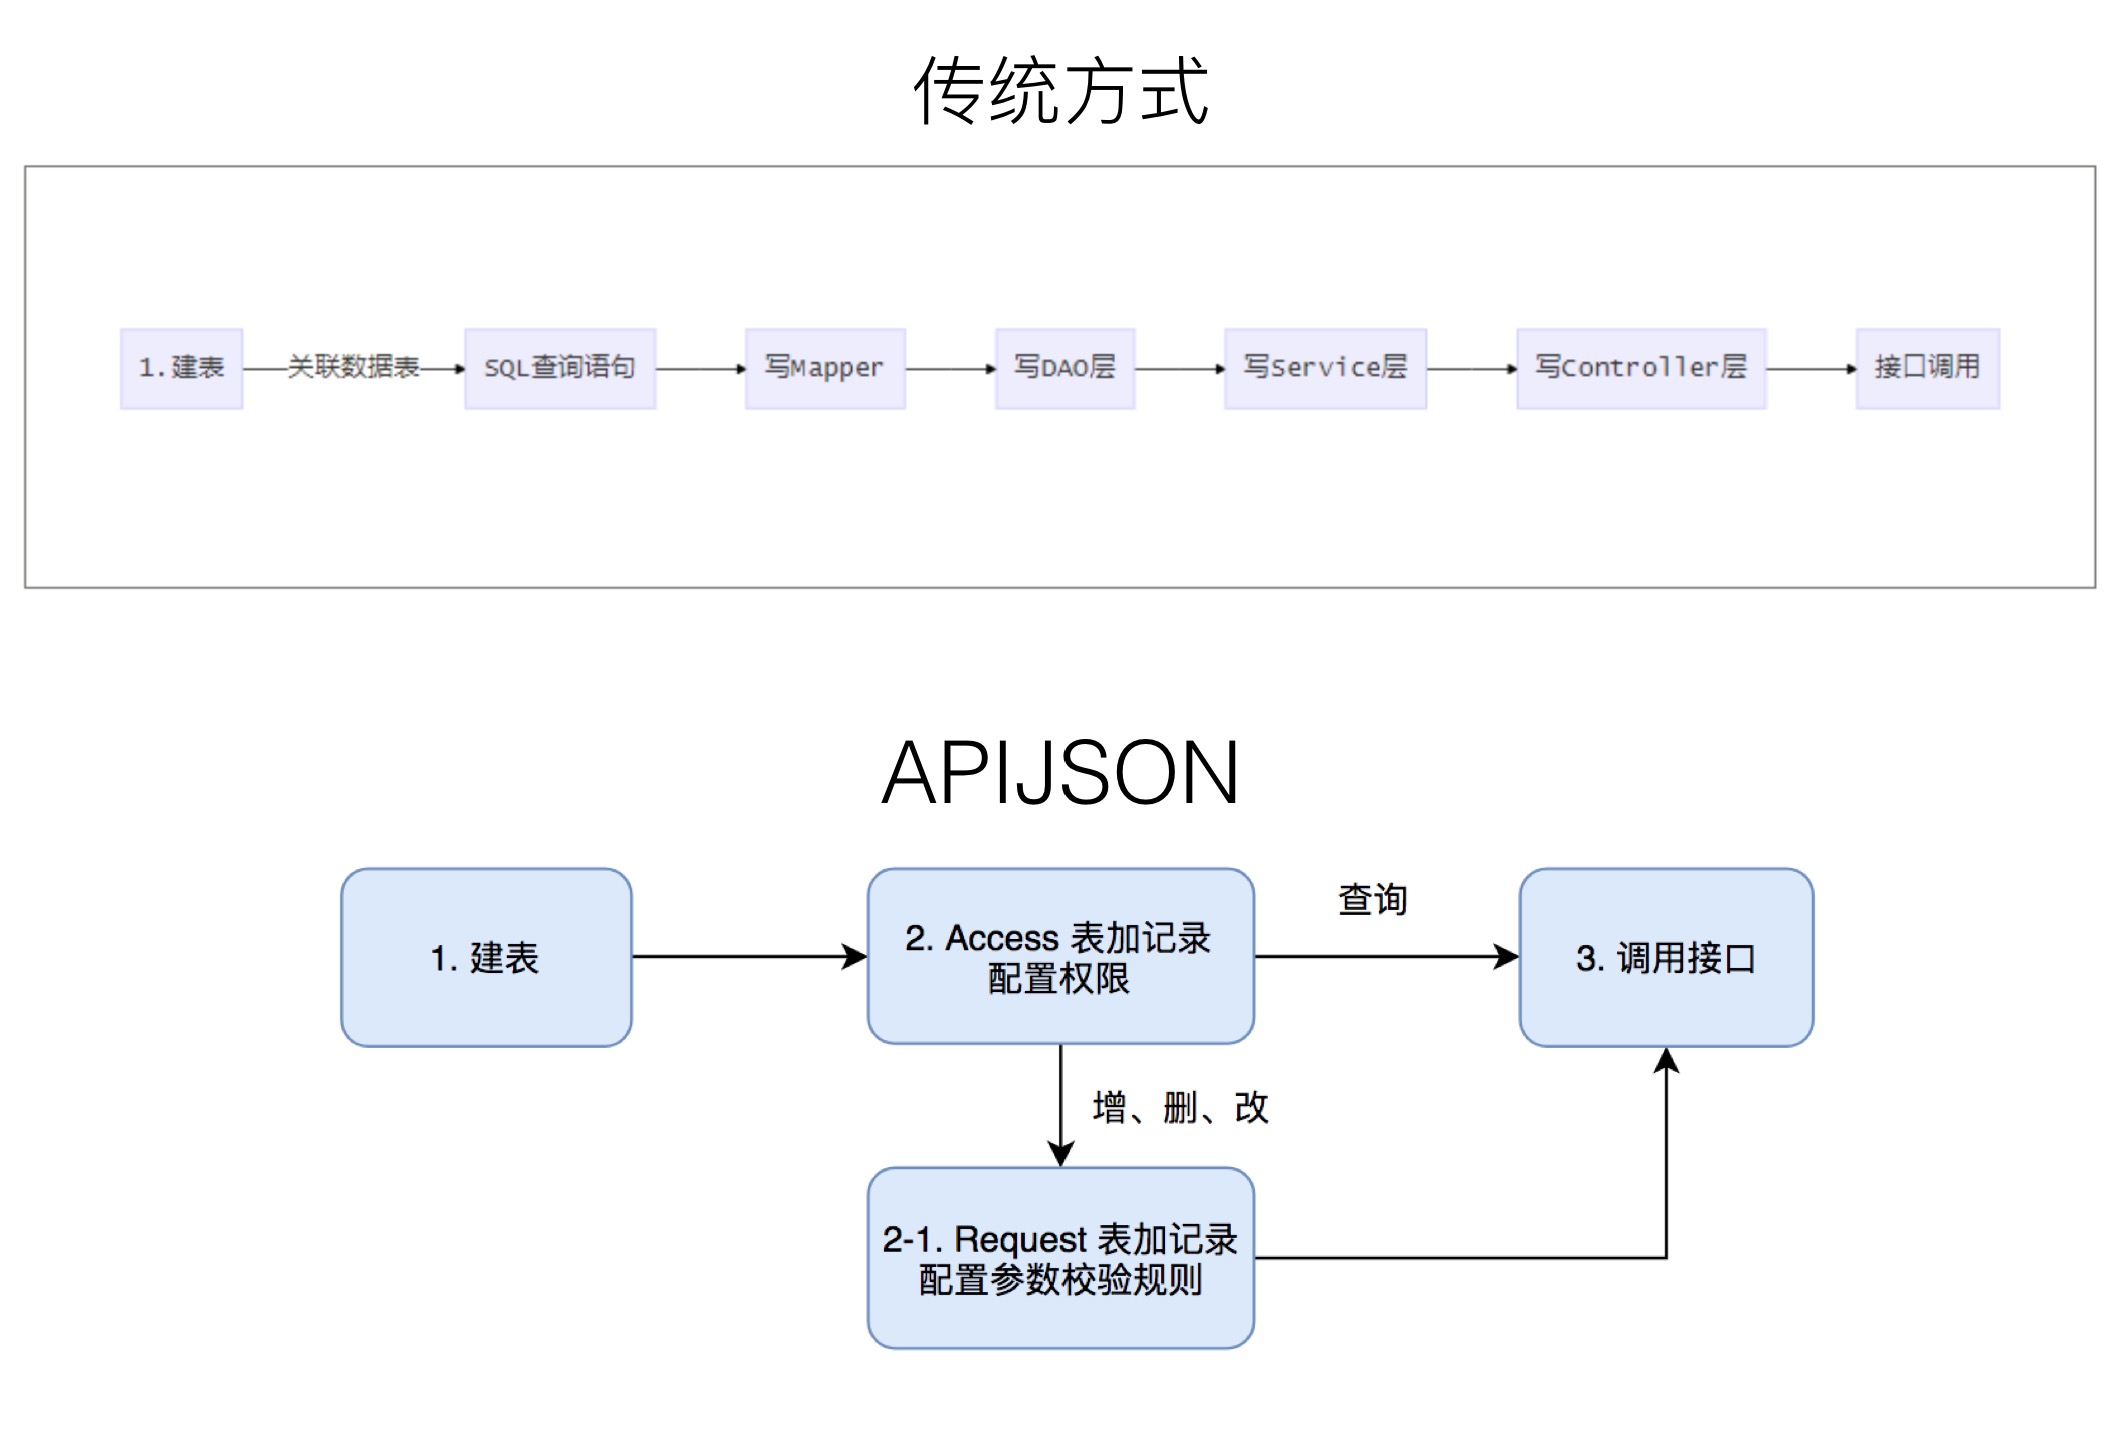 传统方式
1.建表
关联数据表
SQL查询语句
写Mapper
写DAO层
写Service层
写Controller层
接口调用
APIJSON
1. 建表
2. Access 表加记录
配置权限
查询
3. 调用接口
增、删、改
2-1. Request 表加记录
配置参数校验规则